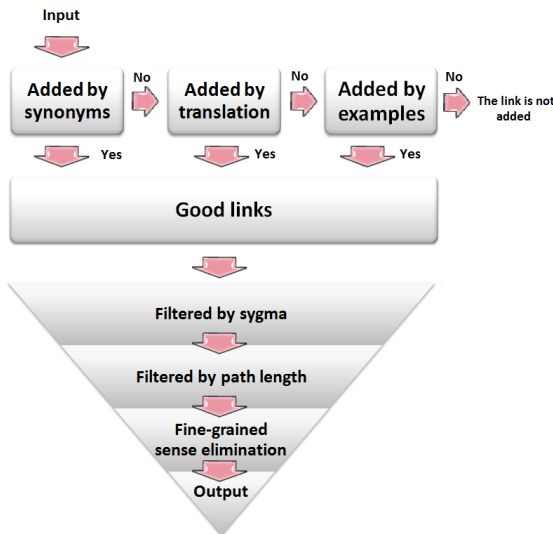 Input
Added by
synonyms
No
Added by
translation
No
Added by
examples
No
The link is not
added
Yes
Yes
Yes
Good links
Filtered by sygma
Filtered by path length
Fine-grained
sense elimination
Output